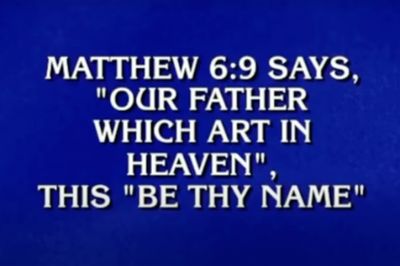 MATTHEW 6:9 SAYS,
"OUR FATHER
WHICH ART IN
HEAVEN",
THIS "BE THY NAME"